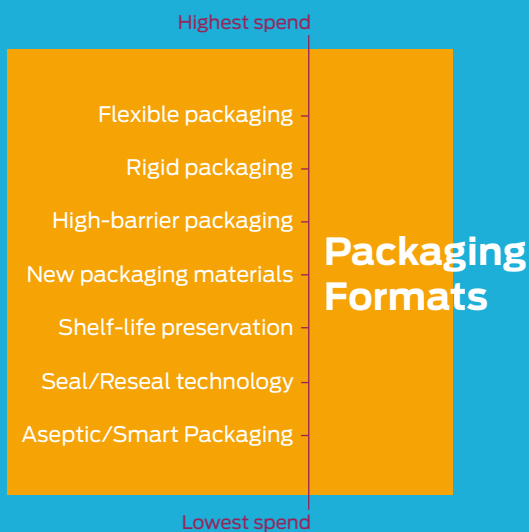 Highest spend
Flexible packaging
Rigid packaging
High-barrier packaging
New packaging materials
Shelf-life preservation
Seal/Reseal technology
Aseptic/Smart Packaging
Packaging
Formats
Lowest spend